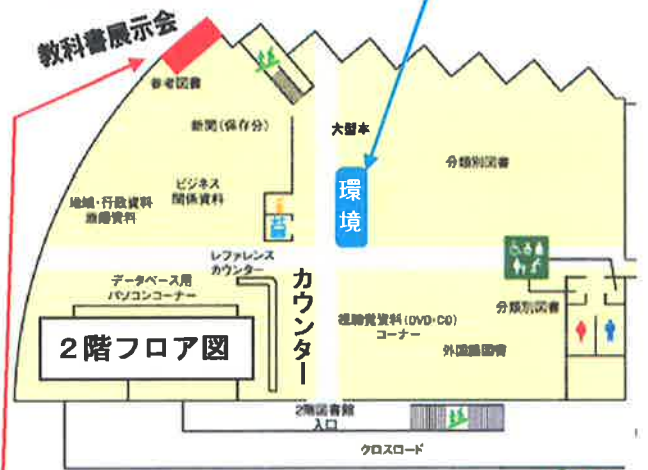 教科書展示会
参考図書
新聞(保存分)
大型本
分類別図書
環
境
ビジネス
関係資料
地域・行政資料
レファレンス
カウンター
カウンター
データベース用
パソコンコーナー
2階フロア図
視聴覚資料(DVD・CD)
コーナー
分類別図書
外国語図書
2階図書館
入口
クロスロード